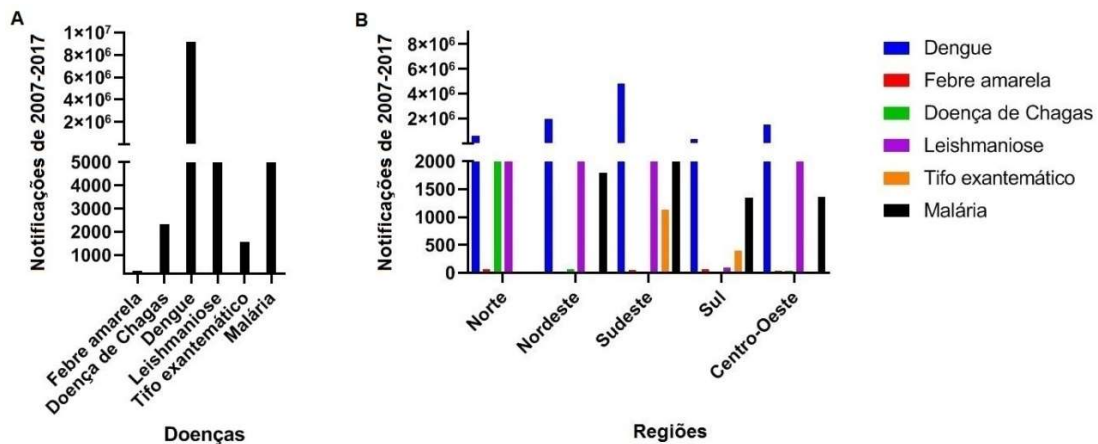 A
Notificações de 2007-2017
1×10⁷
8×10⁶
6×10⁶
4×10⁶
2×10⁶
5000
4000
3000
2000
1000
Febre amarela
Doença de Chagas
Dengue
Leishmaniose
Tifo exantemático
Malária
Doenças
B
Notificações de 2007-2017
8×10⁶
6×10⁶
4×10⁶
2×10⁶
2000
1500
1000
500
0
Norte
Nordeste
Sudeste
Sul
Centro-Oeste
Regiões
Dengue
Febre amarela
Doença de Chagas
Leishmaniose
Tifo exantemático
Malária